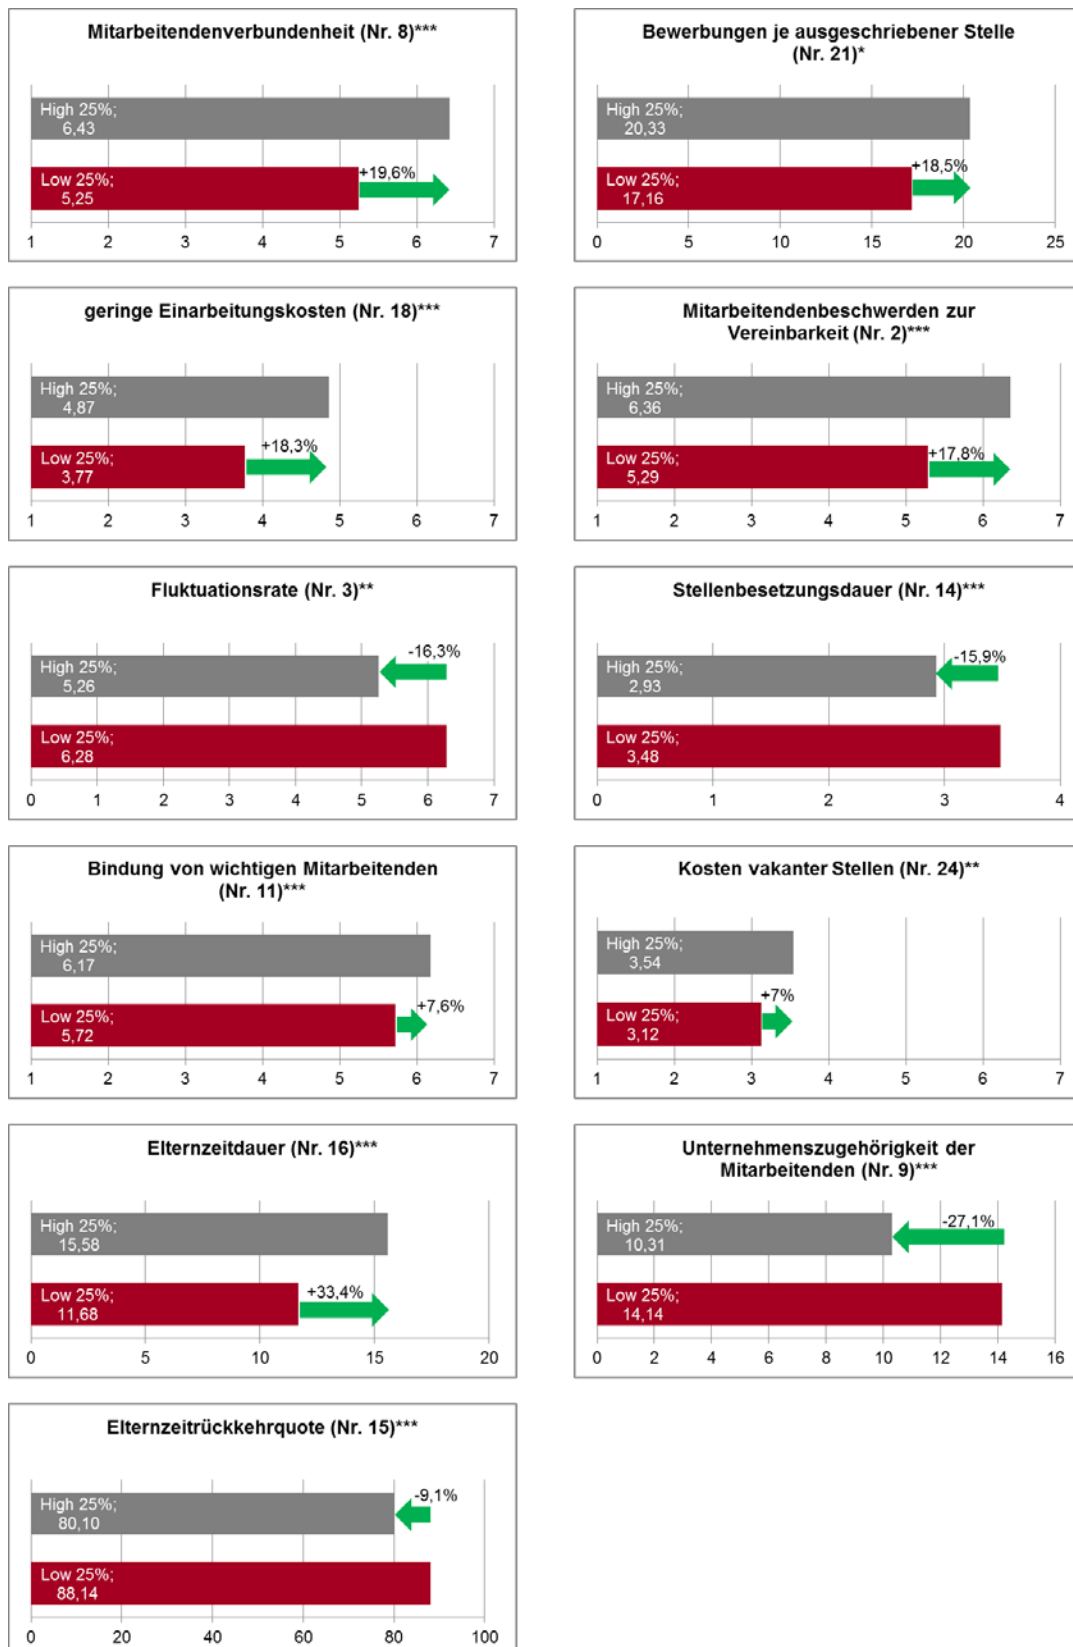 Mitarbeitendenverbundenheit (Nr. 8)***
High 25%;
6,43
+19,6%
Low 25%;
5,25
1 2 3 4 5 6 7
Bewerbungen je ausgeschriebener Stelle
(Nr. 21)*
High 25%;
20,33
+18,5%
Low 25%;
17,16
0 5 10 15 20 25
geringe Einarbeitungskosten (Nr. 18)***
High 25%;
4,87
+18,3%
Low 25%;
3,77
1 2 3 4 5 6 7
Mitarbeitendenbeschwerden zur
Vereinbarkeit (Nr. 2)***
High 25%;
6,36
+17,8%
Low 25%;
5,29
1 2 3 4 5 6 7
Fluktuationsrate (Nr. 3)**
-16,3%
High 25%;
5,26
Low 25%;
6,28
0 1 2 3 4 5 6 7
Stellenbesetzungsdauer (Nr. 14)***
-15,9%
High 25%;
2,93
Low 25%;
3,48
0 1 2 3 4
Bindung von wichtigen Mitarbeitenden
(Nr. 11)***
High 25%;
6,17
+7,6%
Low 25%;
5,72
1 2 3 4 5 6 7
Kosten vakanter Stellen (Nr. 24)**
High 25%;
3,54
+7%
Low 25%;
3,12
1 2 3 4 5 6 7
Elternzeitdauer (Nr. 16)***
High 25%;
15,58
+33,4%
Low 25%;
11,68
0 5 10 15 20
Unternehmenszugehörigkeit der
Mitarbeitenden (Nr. 9)***
-27,1%
High 25%;
10,31
Low 25%;
14,14
0 2 4 6 8 10 12 14 16
Elternzeitrückkehrquote (Nr. 15)***
-9,1%
High 25%;
80,10
Low 25%;
88,14
0 20 40 60 80 100